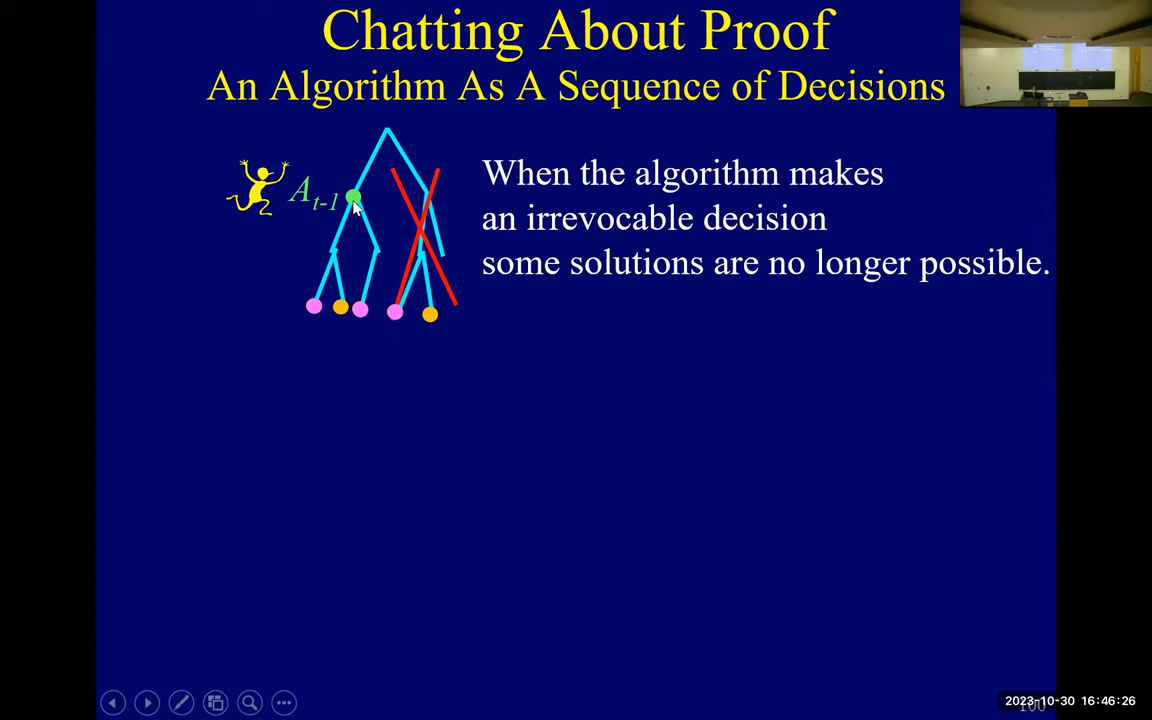 Chatting About Proof
An Algorithm As A Sequence of Decisions
A t-1
When the algorithm makes
an irrevocable decision
some solutions are no longer possible.
2023-10-30 16:46:26